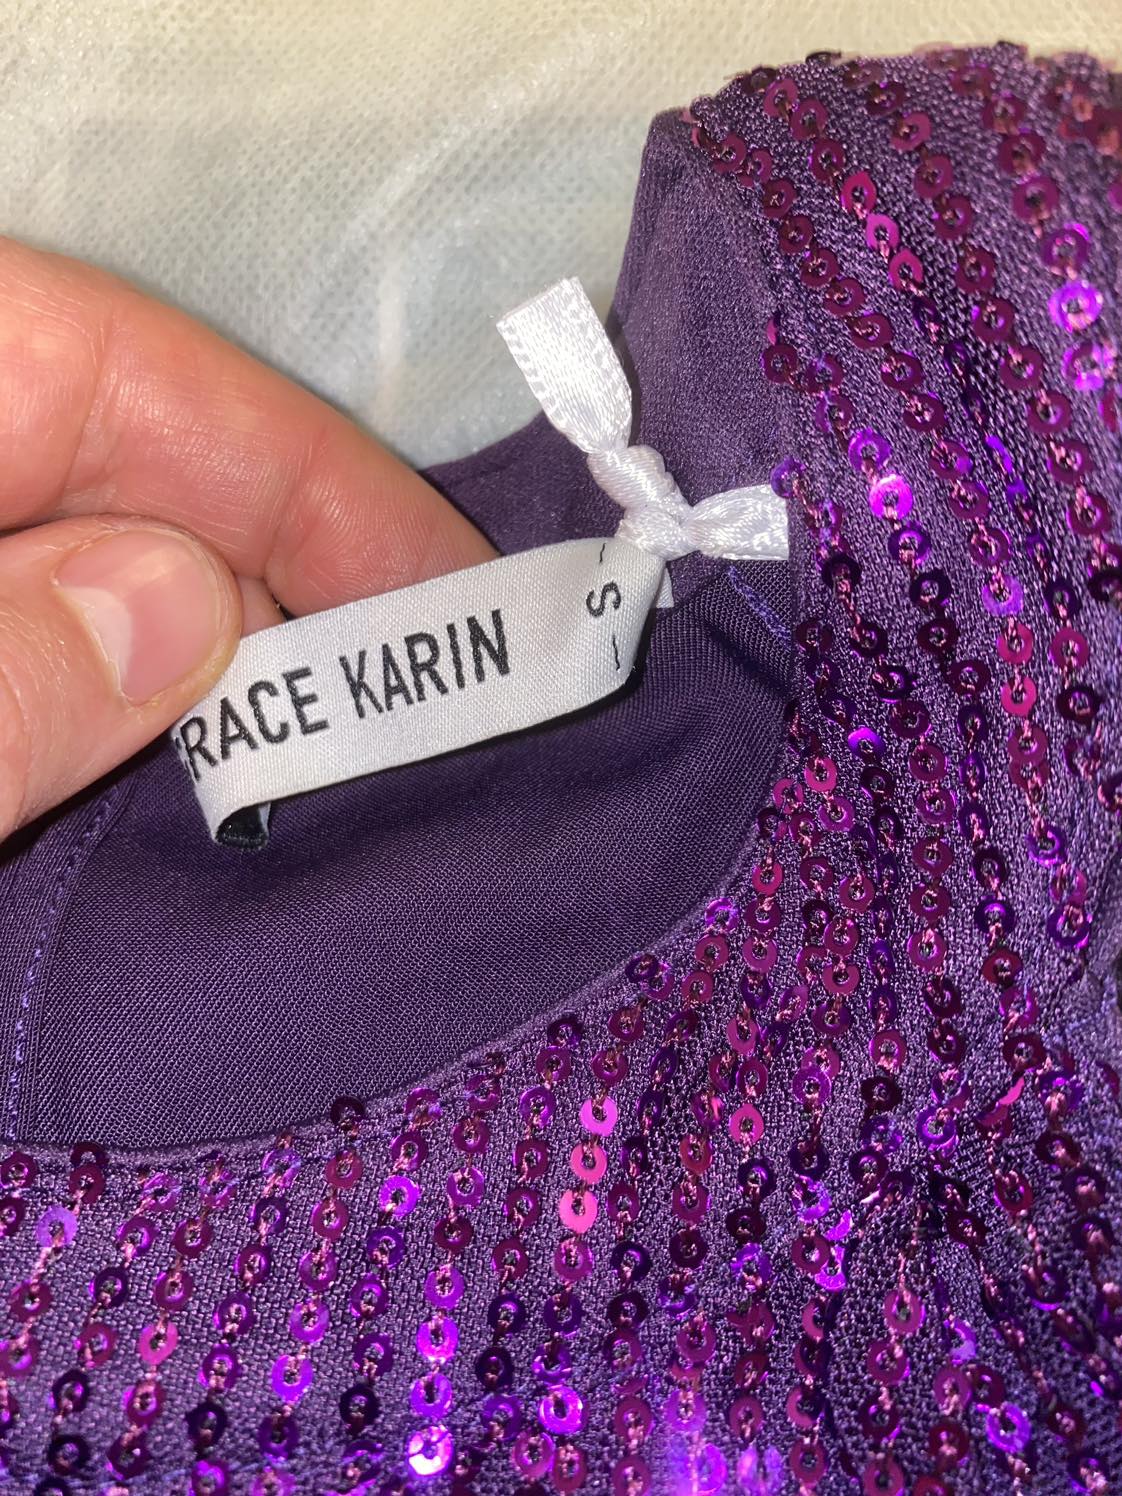 RACE KARIN
- S -